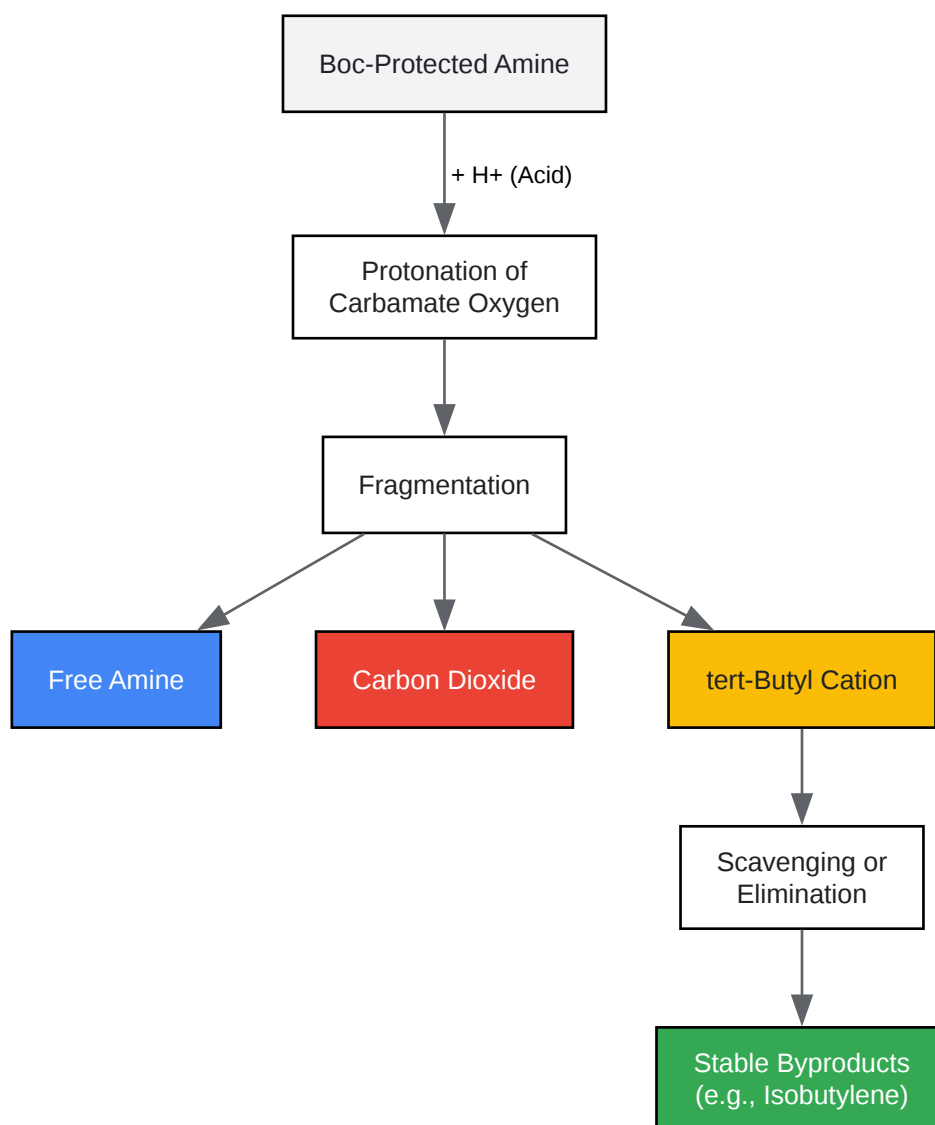 Boc-Protected Amine
+ H+ (Acid)
Protonation of
Carbamate Oxygen
Fragmentation
Free Amine
Carbon Dioxide
tert-Butyl Cation
Scavenging or
Elimination
Stable Byproducts
(e.g., Isobutylene)